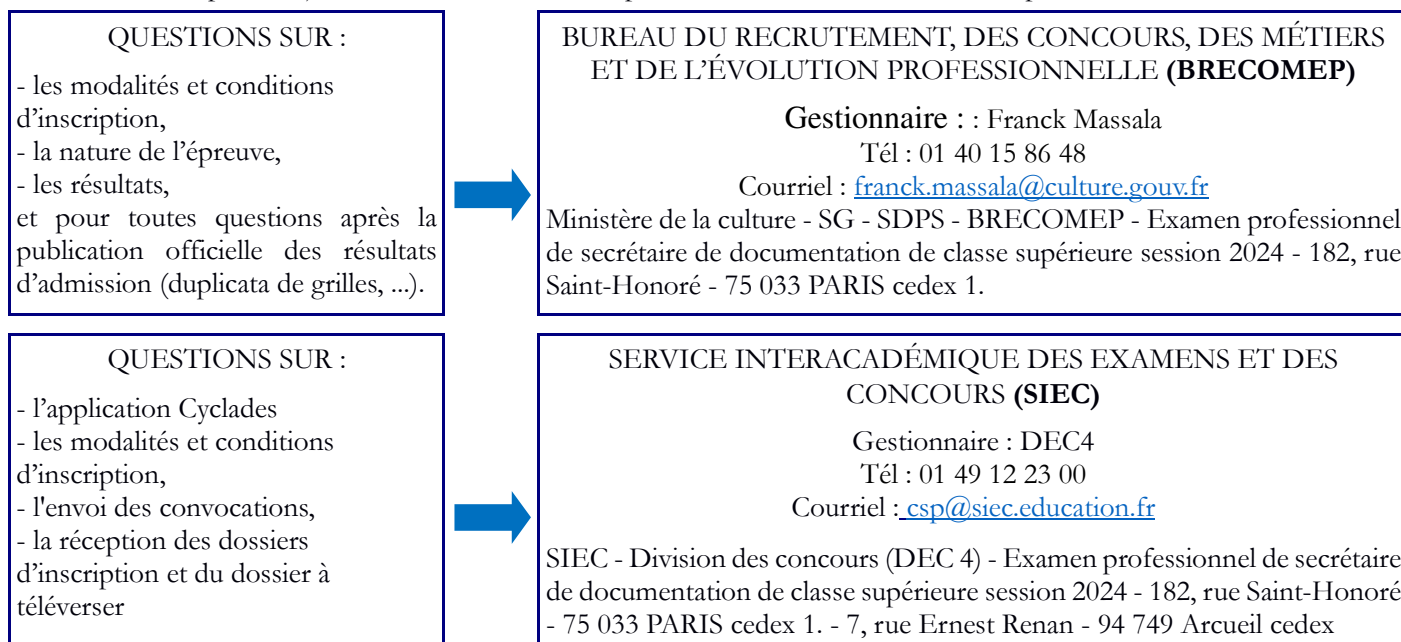 QUESTIONS SUR :
- les modalités et conditions
d’inscription,
- la nature de l’épreuve,
- les résultats,
et pour toutes questions après la
publication officielle des résultats
d’admission (duplicata de grilles, ...).
BUREAU DU RECRUTEMENT, DES CONCOURS, DES MÉTIERS
ET DE L’ÉVOLUTION PROFESSIONNELLE (BRECOMEP)
Gestionnaire : : Franck Massala
Tél : 01 40 15 86 48
Courriel : franck.massala@culture.gouv.fr
Ministère de la culture - SG - SDPS - BRECOMEP - Examen professionnel
de secrétaire de documentation de classe supérieure session 2024 - 182, rue
Saint-Honoré - 75 033 PARIS cedex 1.
QUESTIONS SUR :
- l’application Cyclades
- les modalités et conditions
d’inscription,
- l'envoi des convocations,
- la réception des dossiers
d’inscription et du dossier à
téléverser
SERVICE INTERACADÉMIQUE DES EXAMENS ET DES
CONCOURS (SIEC)
Gestionnaire : DEC4
Tél : 01 49 12 23 00
Courriel : csp@siec.education.fr
SIEC - Division des concours (DEC 4) - Examen professionnel de secrétaire
de documentation de classe supérieure session 2024 - 182, rue Saint-Honoré
- 75 033 PARIS cedex 1. - 7, rue Ernest Renan - 94 749 Arcueil cedex